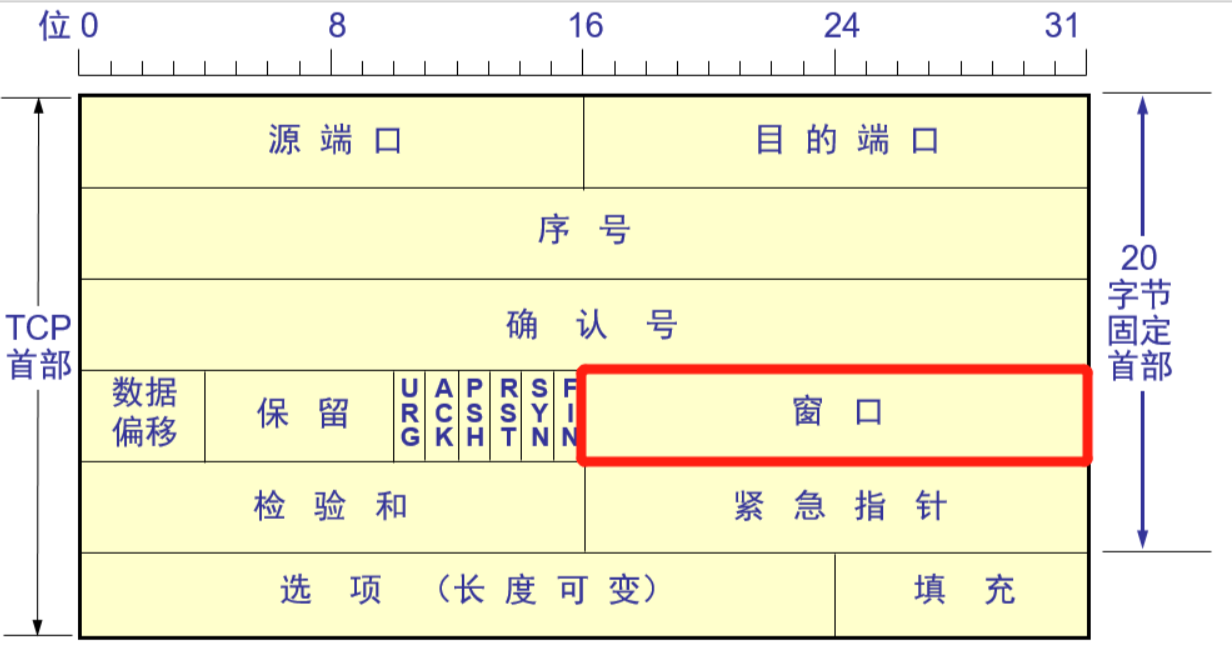 位 0 8 16 24 31
源 端 口 目 的 端 口
序 号
确 认 号
TCP
首部
20
字节
固定
首部
数据
偏移
保 留
URG
ACK
PSH
RST
SYN
FIN
窗 口
检 验 和 紧 急 指 针
选 项 (长 度 可 变) 填 充